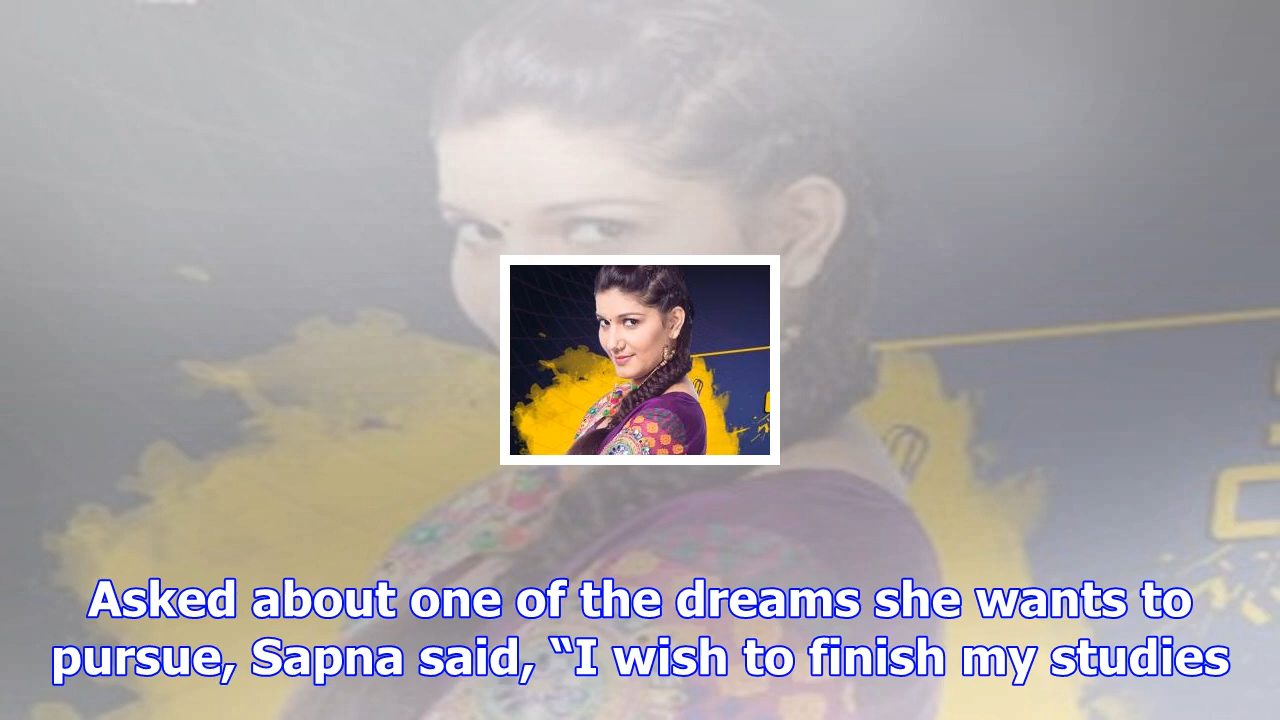 Asked about one of the dreams she wants to
pursue, Sapna said, “I wish to finish my studies